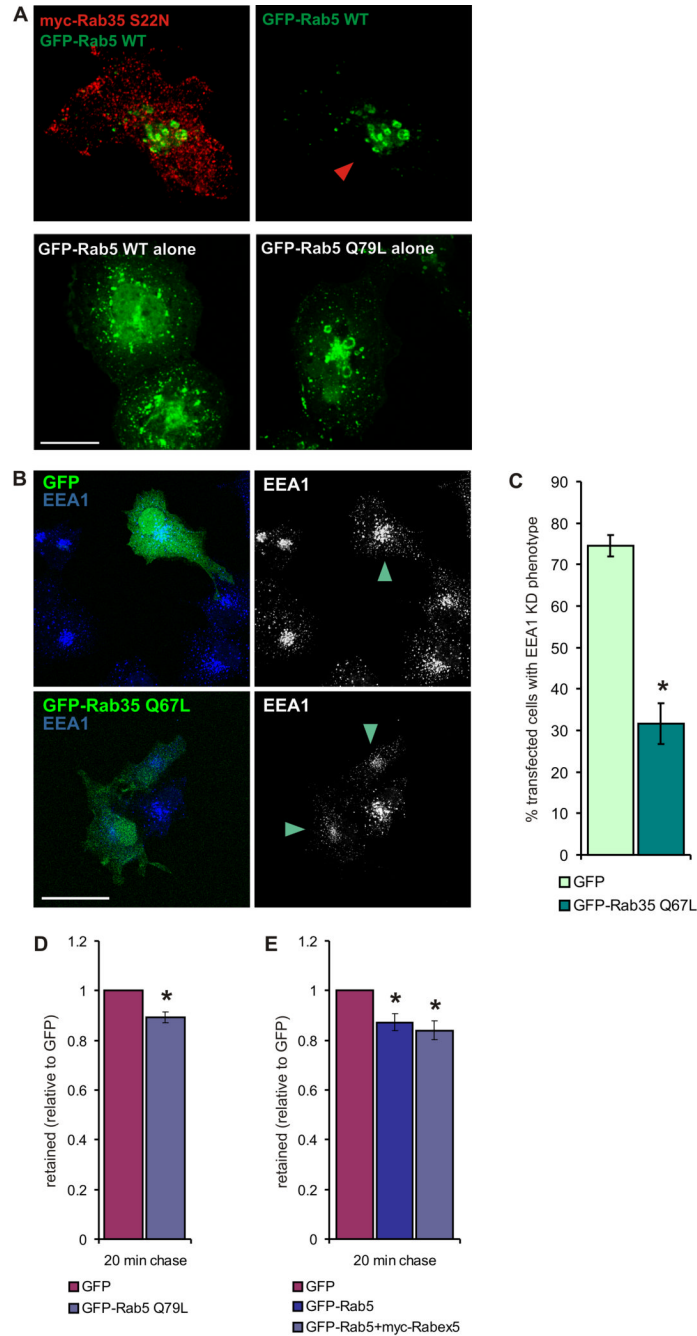 A
myc-Rab35 S22N
GFP-Rab5 WT
GFP-Rab5 WT
GFP-Rab5 WT alone
GFP-Rab5 Q79L alone
B
GFP
EEA1
EEA1
GFP-Rab35 Q67L
EEA1
EEA1
C
% transfected cells with EEA1 KD phenotype
90
80
70
60
50
40
30
20
10
0
*
GFP
GFP-Rab35 Q67L
D
retained (relative to GFP)
1.2
1
0.8
0.6
0.4
0.2
0
*
20 min chase
GFP
GFP-Rab5 Q79L
E
retained (relative to GFP)
1.2
1
0.8
0.6
0.4
0.2
0
* *
20 min chase
GFP
GFP-Rab5
GFP-Rab5+myc-Rabex5